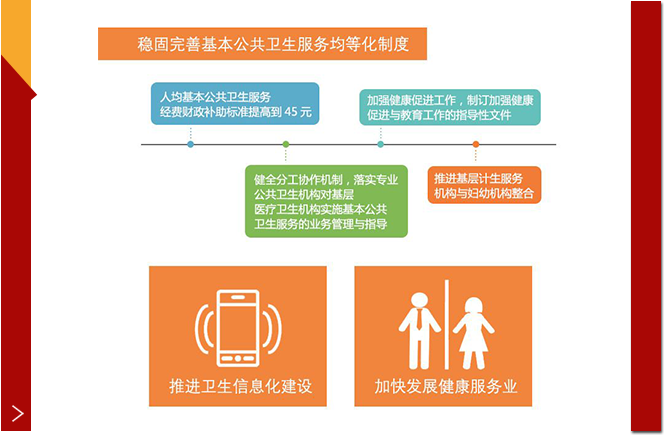 稳固完善基本公共卫生服务均等化制度
人均基本公共卫生服务
经费财政补助标准提高到 45 元
加强健康促进工作，制订加强健康
促进与教育工作的指导性文件
健全分工协作机制，落实专业
公共卫生机构对基层
医疗卫生机构实施基本公共
卫生服务的业务管理与指导
推进基层计生服务
机构与妇幼机构整合
推进卫生信息化建设
加快发展健康服务业